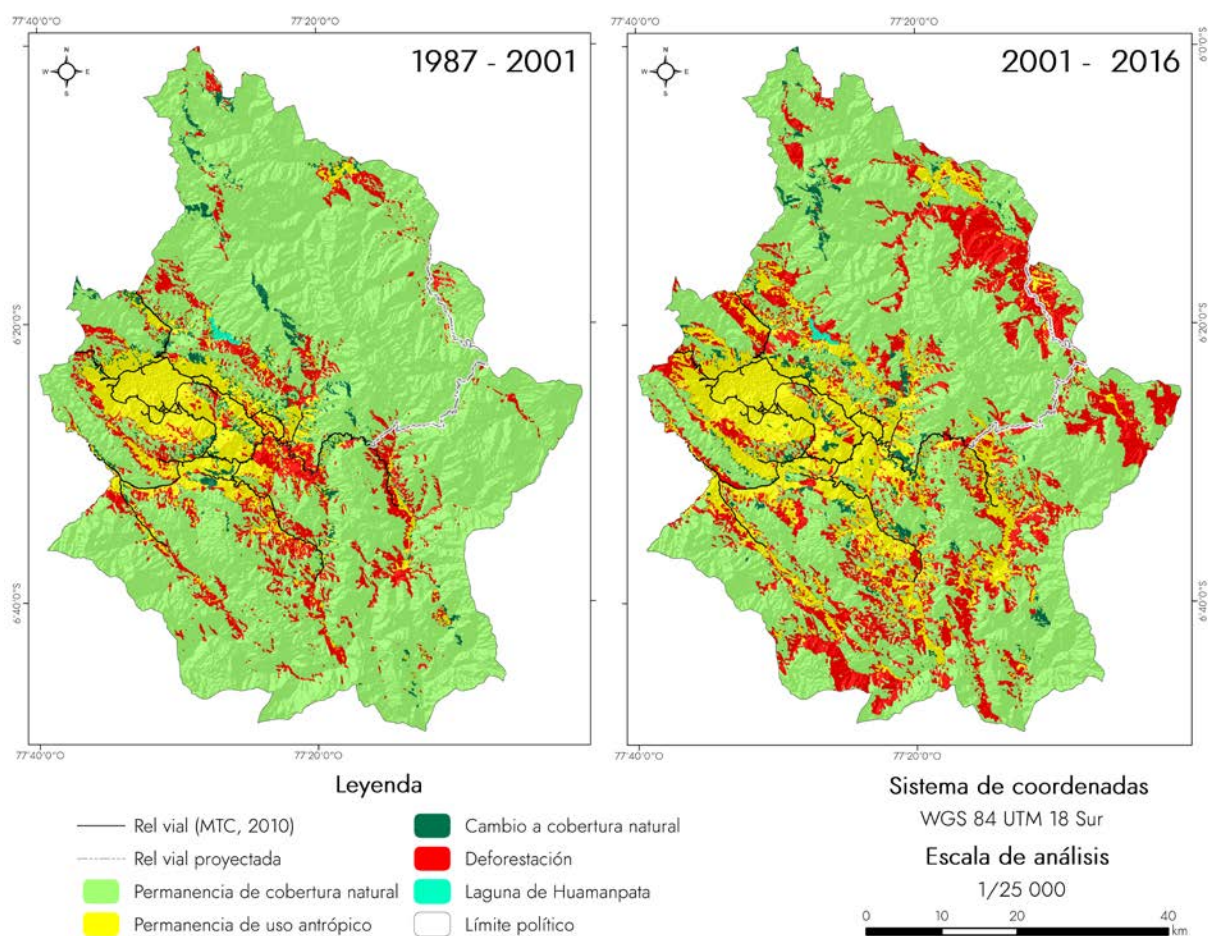 77°40'0"O
77°20'0"O
77°40'0"O
77°20'0"O
N
W E
S
1987 - 2001
N
W E
S
2001 - 2016
6°0'0"S
6°20'0"S
6°20'0"S
6°40'0"S
6°40'0"S
77°40'0"O
77°20'0"O
77°40'0"O
77°20'0"O
Leyenda
Rel vial (MTC, 2010)
Rel vial proyectada
Permanencia de cobertura natural
Permanencia de uso antrópico
Cambio a cobertura natural
Deforestación
Laguna de Huamanpata
Límite político
Sistema de coordenadas
WGS 84 UTM 18 Sur
Escala de análisis
1/25 000
0 10 20 40
km